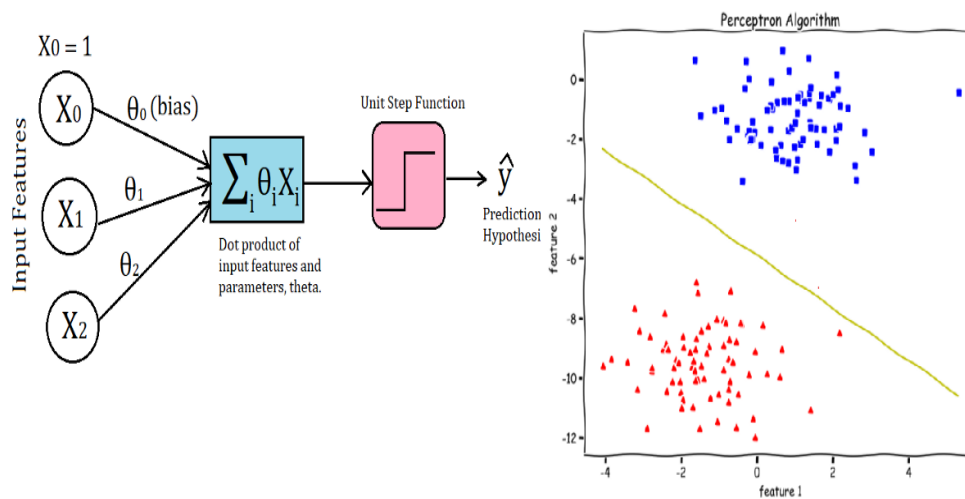 X0 = 1
X0
θ0 (bias)
Input Features
X1
θ1
X2
θ2
∑i θiXi
Dot product of
input features and
parameters, theta.
Unit Step Function
ŷ
Prediction
Hypothesi
Perceptron Algorithm
feature 2
0
-2
-4
-6
-8
-10
-12
-4
-2
0
2
4
feature 1